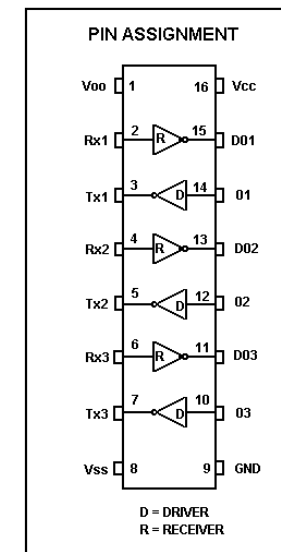 PIN ASSIGNMENT
Voo 1 16 Vcc
Rx1 2 R 15 D01
Tx1 3 D 14 01
Rx2 4 R 13 D02
Tx2 5 D 12 02
Rx3 6 R 11 D03
Tx3 7 D 10 03
Vss 8 9 GND
D = DRIVER
R = RECEIVER